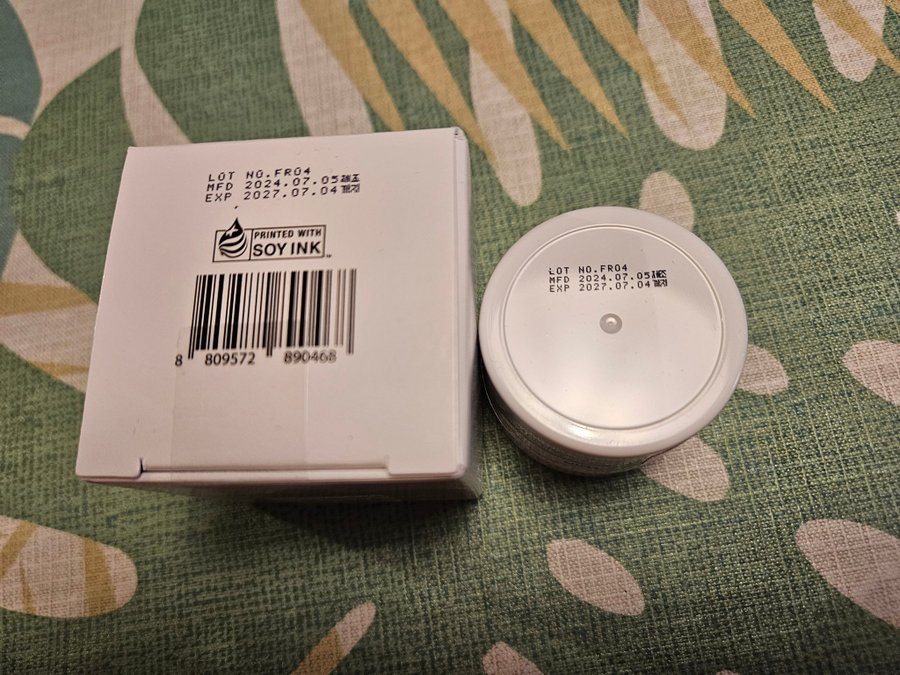 LOT NO.FR04
MFD 2024.07.05제조
EXP 2027.07.04까지
PRINTED WITH
SOY INK™
8 809572 890468
LOT NO.FR04
MFD 2024.07.05제조
EXP 2027.07.04까지